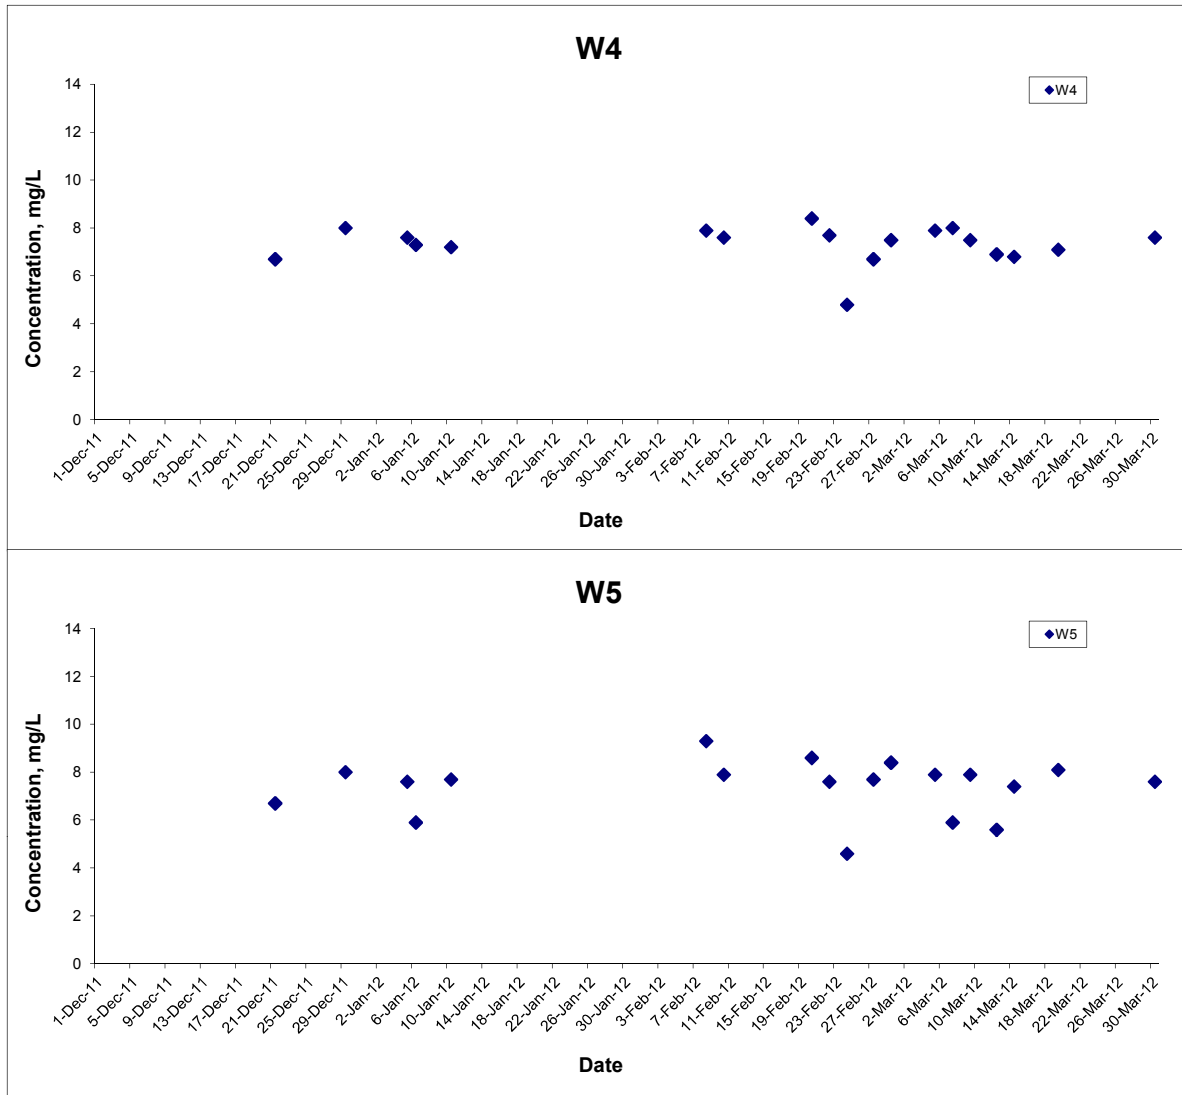 W4
W4
Concentration, mg/L
14
12
10
8
6
4
2
0
1-Dec-11
5-Dec-11
9-Dec-11
13-Dec-11
17-Dec-11
21-Dec-11
25-Dec-11
29-Dec-11
2-Jan-12
6-Jan-12
10-Jan-12
14-Jan-12
18-Jan-12
22-Jan-12
26-Jan-12
30-Jan-12
3-Feb-12
7-Feb-12
11-Feb-12
15-Feb-12
19-Feb-12
23-Feb-12
27-Feb-12
2-Mar-12
6-Mar-12
10-Mar-12
14-Mar-12
18-Mar-12
22-Mar-12
26-Mar-12
30-Mar-12
Date
W5
W5
Concentration, mg/L
14
12
10
8
6
4
2
0
1-Dec-11
5-Dec-11
9-Dec-11
13-Dec-11
17-Dec-11
21-Dec-11
25-Dec-11
29-Dec-11
2-Jan-12
6-Jan-12
10-Jan-12
14-Jan-12
18-Jan-12
22-Jan-12
26-Jan-12
30-Jan-12
3-Feb-12
7-Feb-12
11-Feb-12
15-Feb-12
19-Feb-12
23-Feb-12
27-Feb-12
2-Mar-12
6-Mar-12
10-Mar-12
14-Mar-12
18-Mar-12
22-Mar-12
26-Mar-12
30-Mar-12
Date